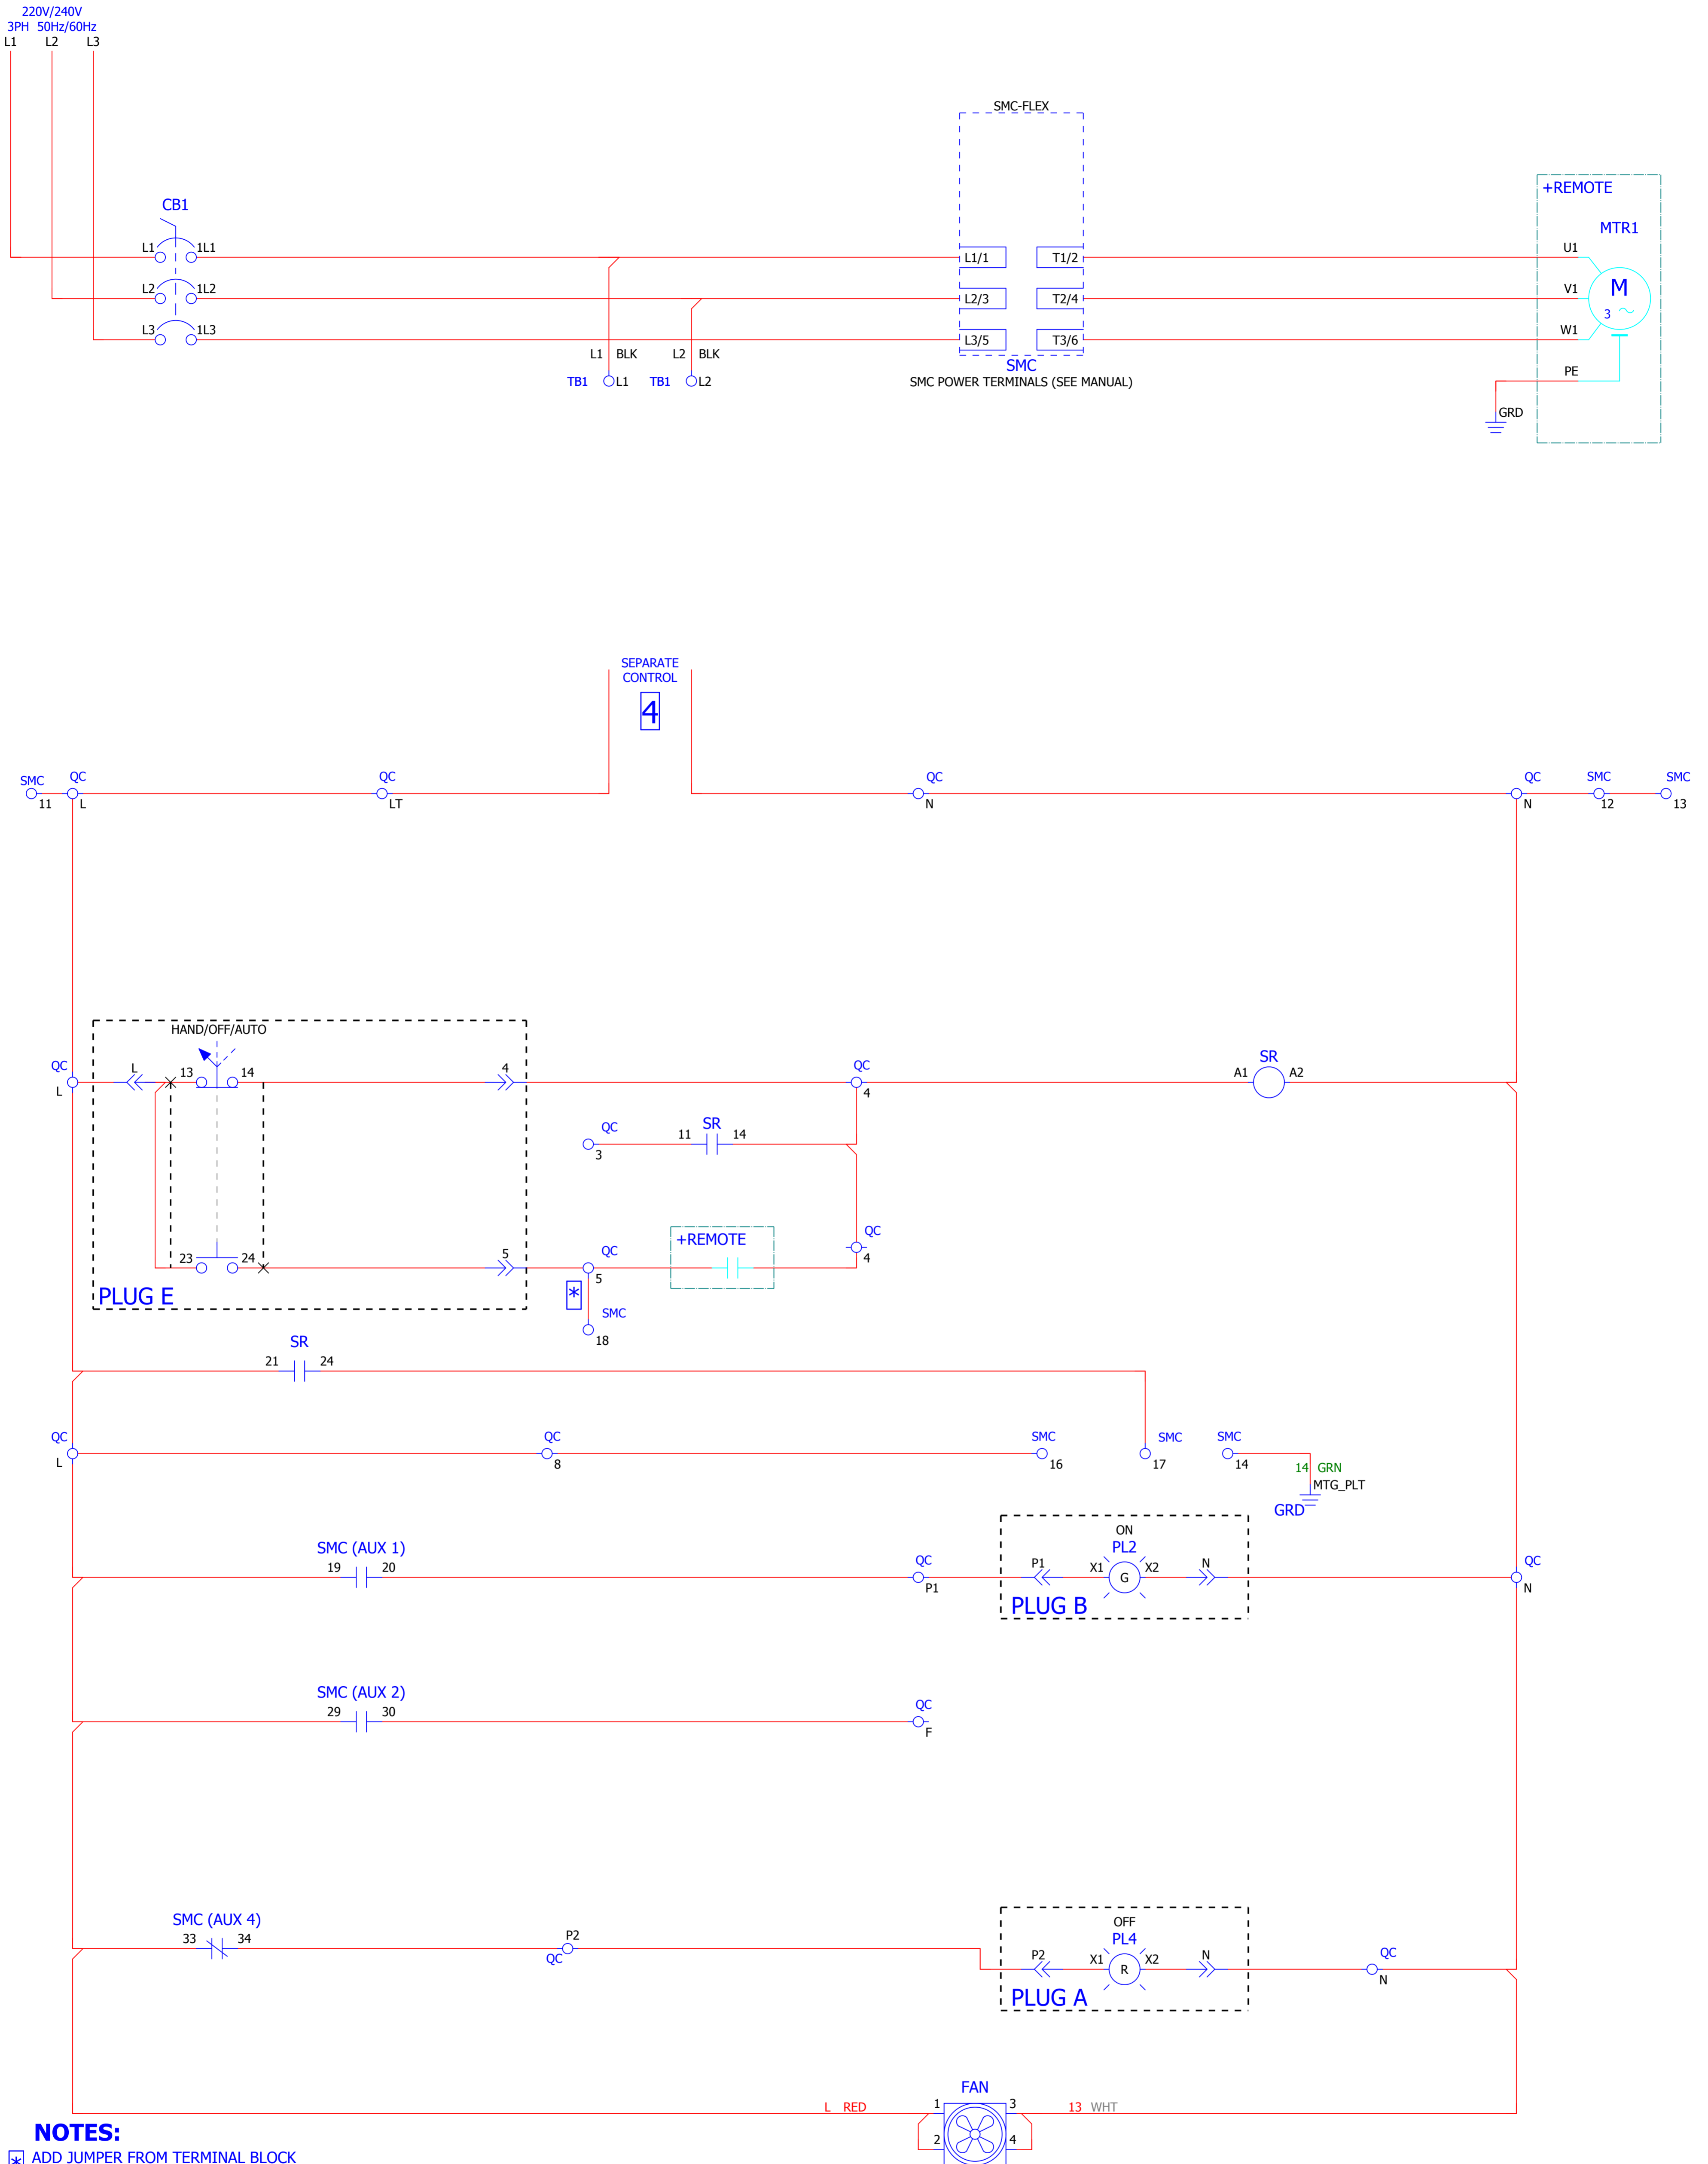 220V/240V
3PH 50Hz/60Hz
L1 L2 L3
SMC-FLEX
+REMOTE
CB1
MTR1
L1 1L1 L1/1 T1/2 U1
L2 1L2 L2/3 T2/4 V1
M
3
L3 1L3 L3/5 T3/6 W1
L1 BLK L2 BLK
SMC
PE
TB1 L1 TB1 L2
SMC POWER TERMINALS (SEE MANUAL)
GRD
SEPARATE
CONTROL
4
SMC QC QC QC QC SMC SMC
11 L LT N N 12 13
HAND/OFF/AUTO
QC L 13 14 4 QC SR
A1 A2
L 4
QC 11 SR 14
3
QC
+REMOTE
23 24 5 QC 4
5
PLUG E
*
SMC
18
SR
21 24
QC QC SMC SMC SMC
L 8 16 17 14
14 GRN
MTG_PLT
GRD
ON
SMC (AUX 1) PL2
19 20 QC P1 X1 G X2 N QC
P1 N
PLUG B
SMC (AUX 2)
29 30 QC
F
SMC (AUX 4) OFF
33 34 P2 PL4
QC P2 X1 R X2 N QC
N
PLUG A
FAN
L RED 1 3 13 WHT
NOTES:
2 4
* ADD JUMPER FROM TERMINAL BLOCK